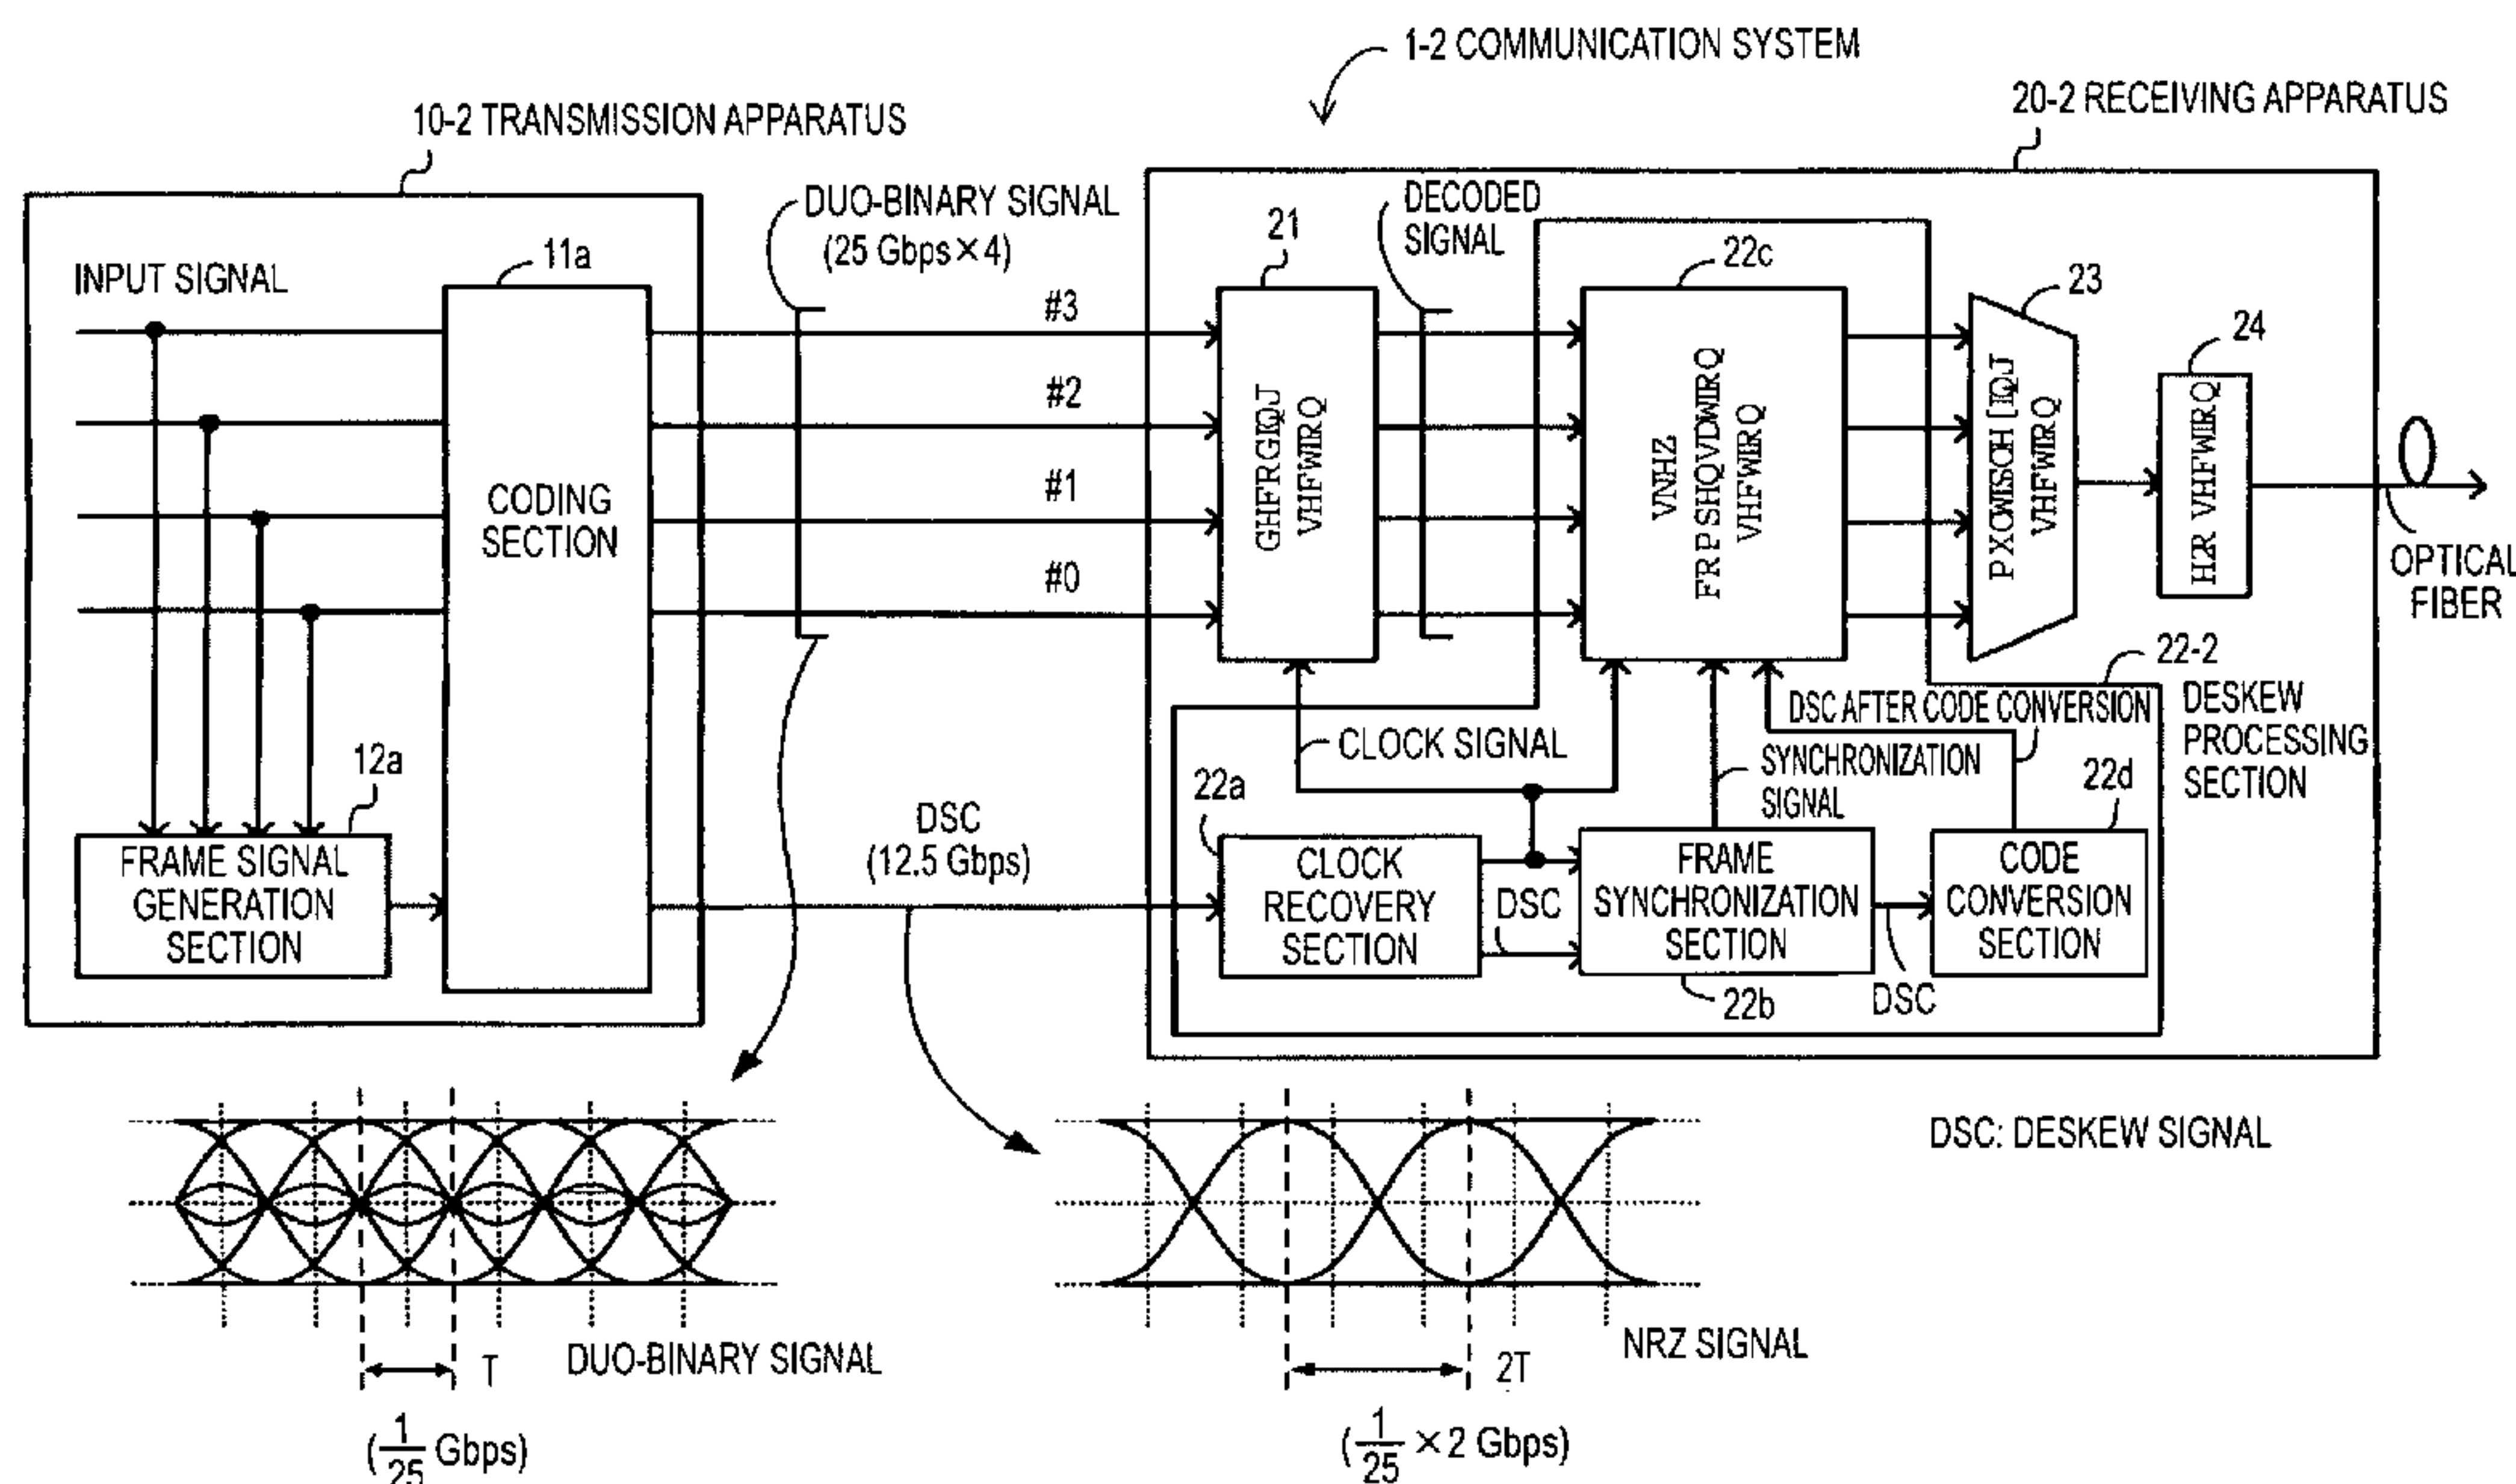 1-2 COMMUNICATION SYSTEM
10-2 TRANSMISSION APPARATUS
20-2 RECEIVING APPARATUS
INPUT SIGNAL
11a
DUO-BINARY SIGNAL
(25 Gbps×4)
#3
#2
#1
#0
CODING
SECTION
12a
FRAME SIGNAL
GENERATION
SECTION
DSC
(12.5 Gbps)
21
DECODED
SIGNAL
22c
23
24
GHFRGIQJ
VHFWIRQ
VNHZ
FRPSHQVDWIRQ
VHFWIRQ
PXOWISOH[IQJ
VHFWIRQ
H2R VHFWIRQ
OPTICAL
FIBER
22-2
DESKEW
PROCESSING
SECTION
DSC AFTER CODE CONVERSION
CLOCK SIGNAL
SYNCHRONIZATION
SIGNAL
22a
22d
CLOCK
RECOVERY
SECTION
DSC
FRAME
SYNCHRONIZATION
SECTION
22b
DSC
CODE
CONVERSION
SECTION
DSC: DESKEW SIGNAL
DUO-BINARY SIGNAL
T
(1/25 Gbps)
NRZ SIGNAL
2T
(1/25 ×2 Gbps)